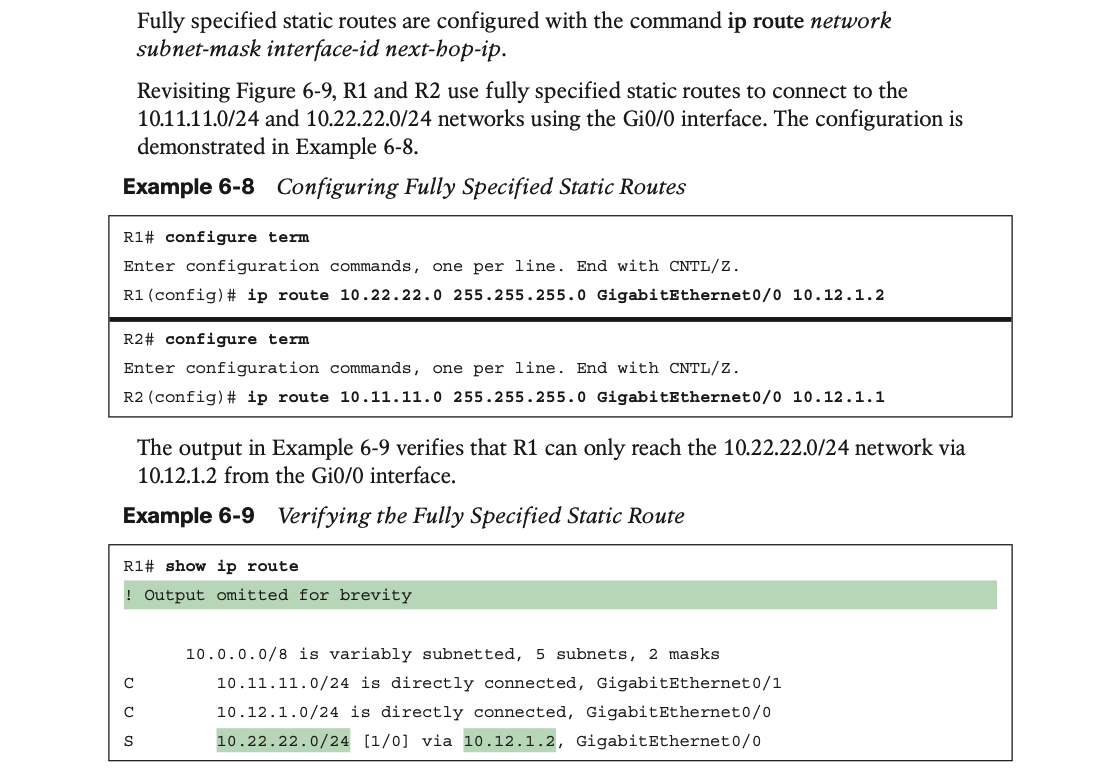 Fully specified static routes are configured with the command ip route network
subnet-mask interface-id next-hop-ip.
Revisiting Figure 6-9, R1 and R2 use fully specified static routes to connect to the
10.11.11.0/24 and 10.22.22.0/24 networks using the Gi0/0 interface. The configuration is
demonstrated in Example 6-8.
Example 6-8 Configuring Fully Specified Static Routes
R1# configure term
Enter configuration commands, one per line. End with CNTL/Z.
R1(config)# ip route 10.22.22.0 255.255.255.0 GigabitEthernet0/0 10.12.1.2
R2# configure term
Enter configuration commands, one per line. End with CNTL/Z.
R2(config)# ip route 10.11.11.0 255.255.255.0 GigabitEthernet0/0 10.12.1.1
The output in Example 6-9 verifies that R1 can only reach the 10.22.22.0/24 network via
10.12.1.2 from the Gi0/0 interface.
Example 6-9 Verifying the Fully Specified Static Route
R1# show ip route
! Output omitted for brevity
10.0.0.0/8 is variably subnetted, 5 subnets, 2 masks
C 10.11.11.0/24 is directly connected, GigabitEthernet0/1
C 10.12.1.0/24 is directly connected, GigabitEthernet0/0
S 10.22.22.0/24 [1/0] via 10.12.1.2, GigabitEthernet0/0